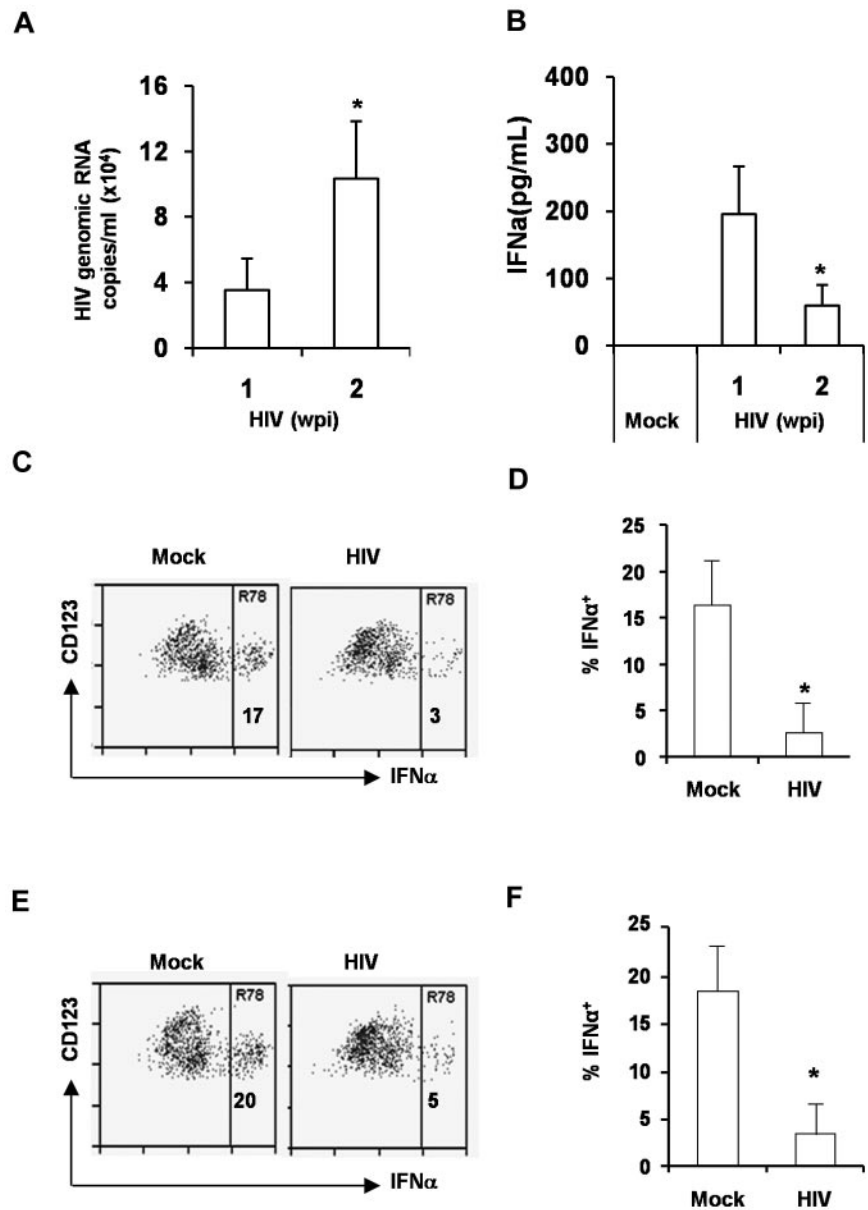 A
HIV genomic RNA
copies/ml (x10⁴)
16
12
8
4
0
*
1
2
HIV (wpi)
B
IFNa(pg/mL)
400
300
200
100
0
*
1
2
Mock
HIV (wpi)
C
Mock
HIV
CD123
R78
17
R78
3
IFNα
D
% IFNα⁺
25
20
15
10
5
0
*
Mock
HIV
E
Mock
HIV
CD123
R78
20
R78
5
IFNα
F
% IFNα⁺
25
20
15
10
5
0
*
Mock
HIV